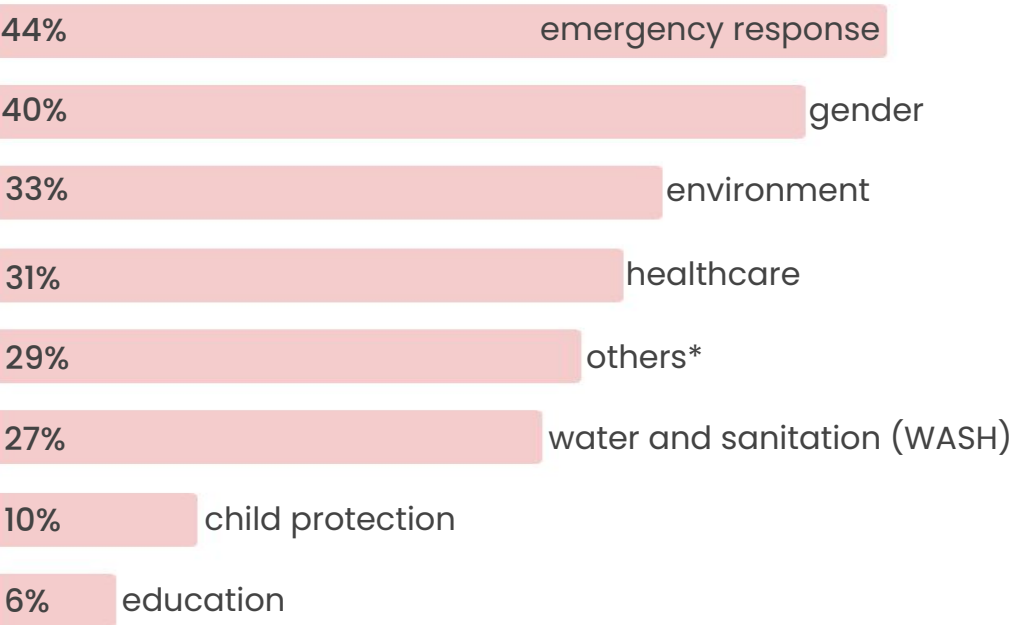 44% emergency response
40% gender
33% environment
31% healthcare
29% others*
27% water and sanitation (WASH)
10% child protection
6% education